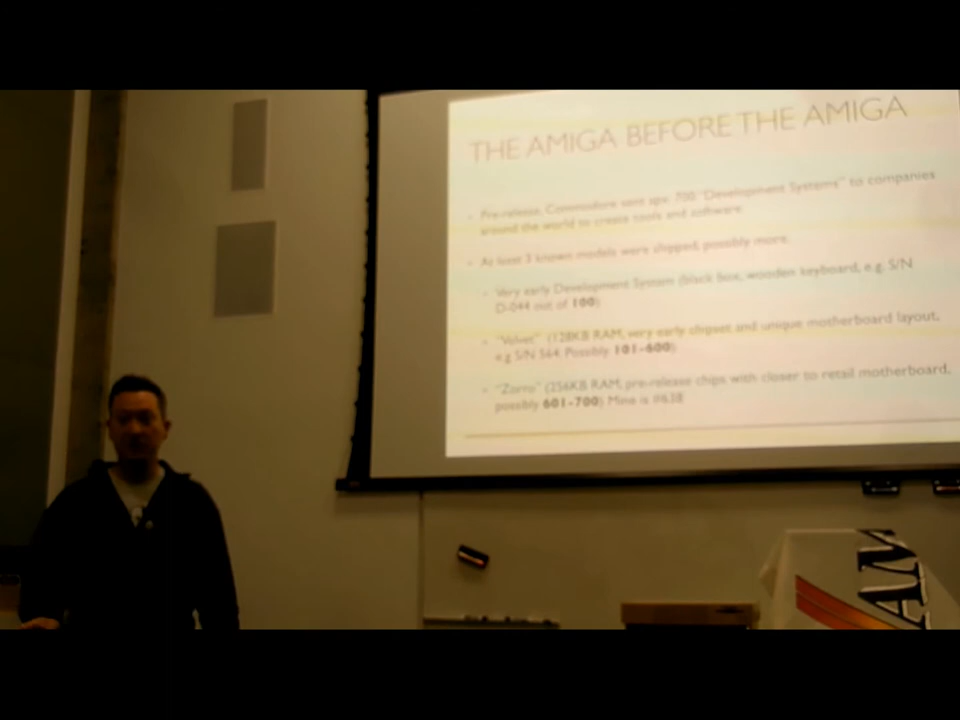 THE AMIGA BEFORE THE AMIGA
Pre-release, Commodore sent apx. 700 "Development Systems" to companies
around the world to create tools and software
At least 3 known models were shipped, possibly more.
Very early Development System (black box, wooden keyboard, e.g. S/N
D-044 out of 100)
"Velvet" (128KB RAM, very early chipset and unique motherboard layout,
e.g S/N 564. Possibly 101-600)
"Zorro" (256KB RAM, pre-release chips with closer to retail motherboard,
possibly 601-700) Mine is #638
AM